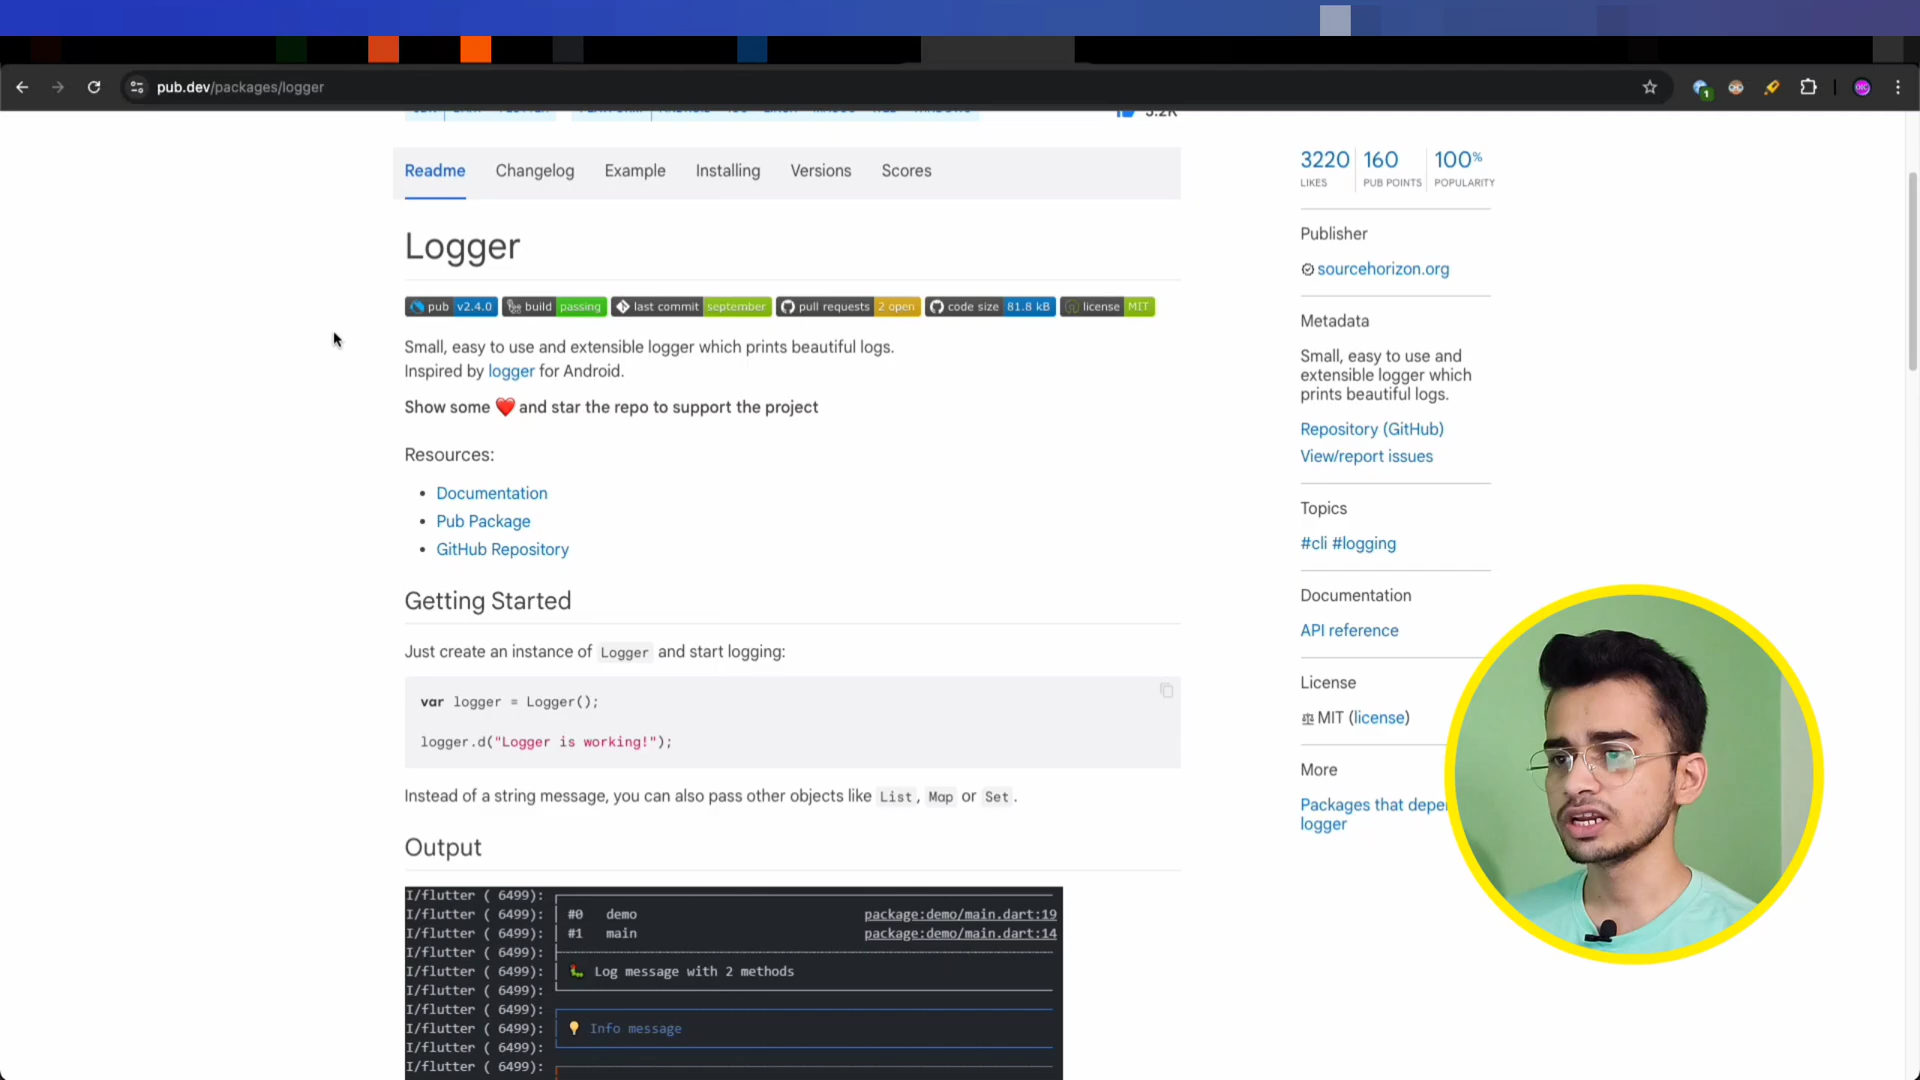 pub.dev/packages/logger
1
3.2K
Readme
Changelog
Example
Installing
Versions
Scores
Logger
pub v2.4.0
build passing
last commit september
pull requests 2 open
code size 81.8 kB
license MIT
Small, easy to use and extensible logger which prints beautiful logs.
Inspired by logger for Android.
Show some ❤️ and star the repo to support the project
Resources:
• Documentation
• Pub Package
• GitHub Repository
Getting Started
Just create an instance of Logger and start logging:
var logger = Logger();
logger.d("Logger is working!");
Instead of a string message, you can also pass other objects like List, Map or Set.
Output
I/flutter ( 6499):
I/flutter ( 6499): #0 demo package:demo/main.dart:19
I/flutter ( 6499): #1 main package:demo/main.dart:14
I/flutter ( 6499):
I/flutter ( 6499): 🐛 Log message with 2 methods
I/flutter ( 6499):
I/flutter ( 6499):
I/flutter ( 6499): 💡 Info message
I/flutter ( 6499):
I/flutter ( 6499):
3220 LIKES
160 PUB POINTS
100% POPULARITY
Publisher
sourcehorizon.org
Metadata
Small, easy to use and
extensible logger which
prints beautiful logs.
Repository (GitHub)
View/report issues
Topics
#cli #logging
Documentation
API reference
License
MIT (license)
More
Packages that depe
logger